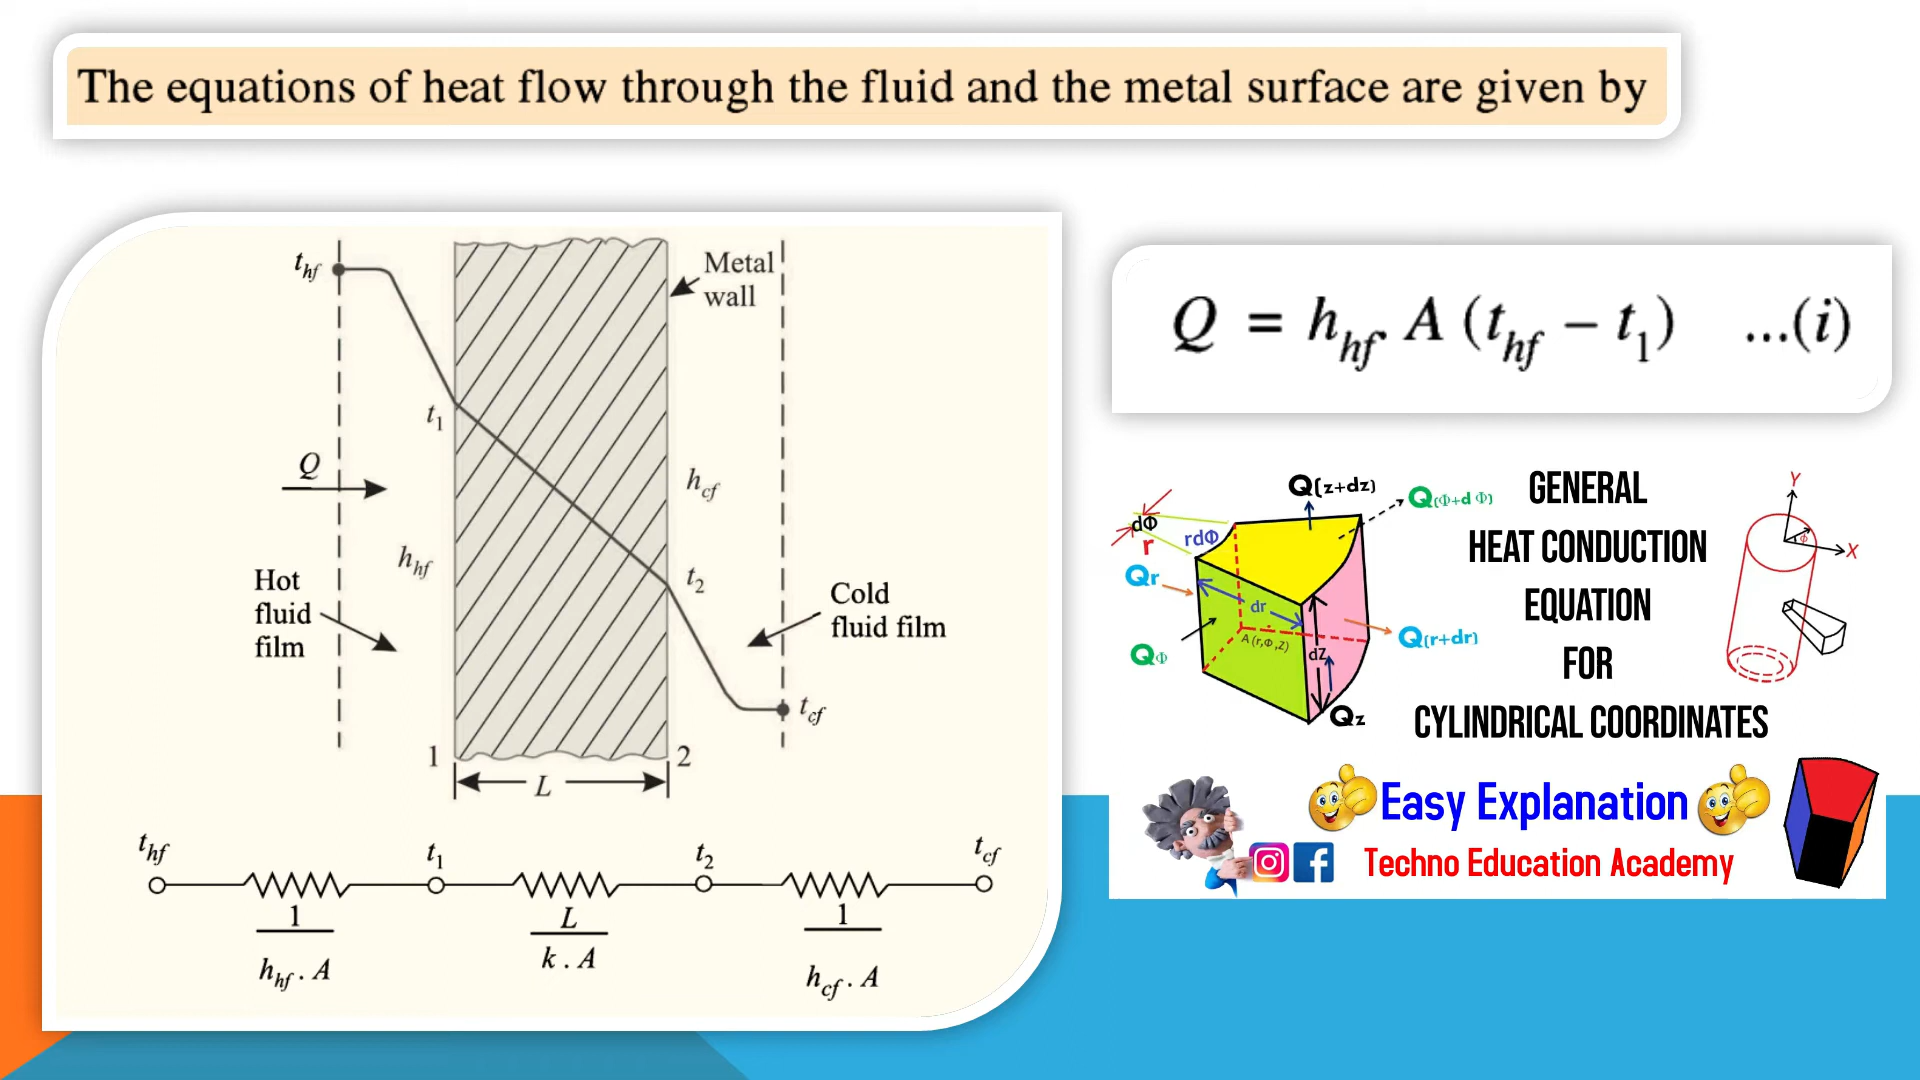 The equations of heat flow through the fluid and the metal surface are given by
t_hf
Metal
wall
t_1
Q
h_cf
h_hf
t_2
Hot
fluid
film
Cold
fluid film
t_cf
1
2
L
t_hf
t_1
t_2
t_cf
1
h_hf . A
L
k . A
1
h_cf . A
Q = h_hf A (t_hf – t_1) ...(i)
Q(z+dz)
Q(Φ+d Φ)
dΦ
r
rdΦ
Qr
dr
A (r,Φ,Z)
dZ
Q(r+dr)
QΦ
Qz
GENERAL
HEAT CONDUCTION
EQUATION
FOR
CYLINDRICAL COORDINATES
Y
X
Φ
Easy Explanation
Techno Education Academy